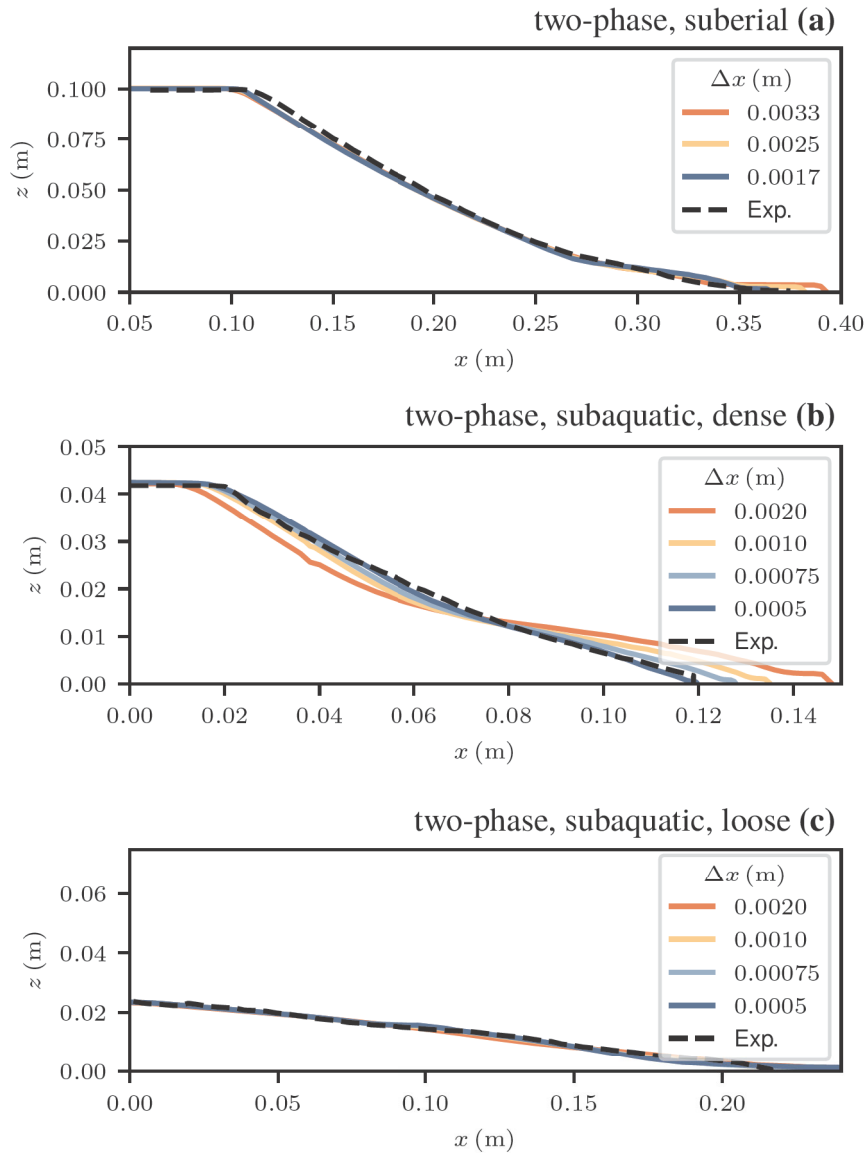 two-phase, suberial (a)
Δx (m)
0.0033
0.0025
0.0017
Exp.
z (m)
0.100
0.075
0.050
0.025
0.000
0.05 0.10 0.15 0.20 0.25 0.30 0.35 0.40
x (m)
two-phase, subaquatic, dense (b)
Δx (m)
0.0020
0.0010
0.00075
0.0005
Exp.
z (m)
0.05
0.04
0.03
0.02
0.01
0.00
0.00 0.02 0.04 0.06 0.08 0.10 0.12 0.14
x (m)
two-phase, subaquatic, loose (c)
Δx (m)
0.0020
0.0010
0.00075
0.0005
Exp.
z (m)
0.06
0.04
0.02
0.00
0.00 0.05 0.10 0.15 0.20
x (m)